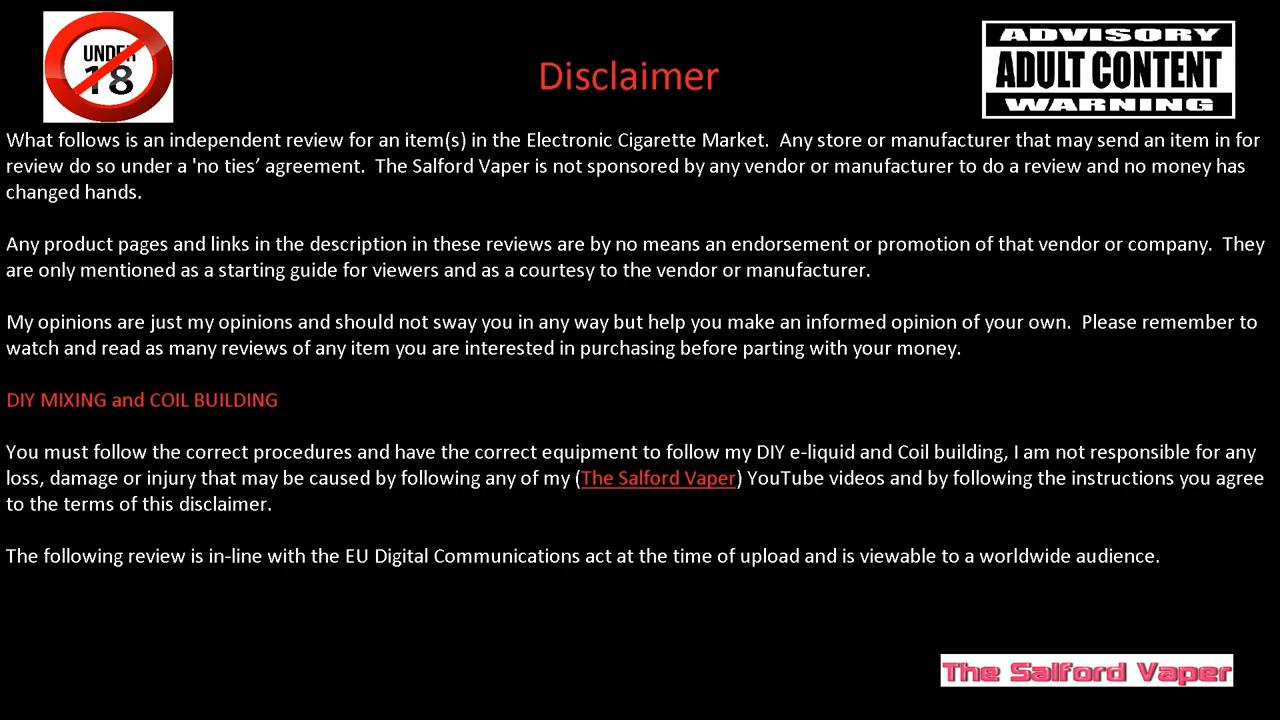 UNDER
18
ADVISORY
ADULT CONTENT
WARNING
Disclaimer
What follows is an independent review for an item(s) in the Electronic Cigarette Market.  Any store or manufacturer that may send an item in for
review do so under a 'no ties’ agreement.  The Salford Vaper is not sponsored by any vendor or manufacturer to do a review and no money has
changed hands.
Any product pages and links in the description in these reviews are by no means an endorsement or promotion of that vendor or company.  They
are only mentioned as a starting guide for viewers and as a courtesy to the vendor or manufacturer.
My opinions are just my opinions and should not sway you in any way but help you make an informed opinion of your own.  Please remember to
watch and read as many reviews of any item you are interested in purchasing before parting with your money.
DIY MIXING and COIL BUILDING
You must follow the correct procedures and have the correct equipment to follow my DIY e-liquid and Coil building, I am not responsible for any
loss, damage or injury that may be caused by following any of my (The Salford Vaper) YouTube videos and by following the instructions you agree
to the terms of this disclaimer.
The following review is in-line with the EU Digital Communications act at the time of upload and is viewable to a worldwide audience.
The Salford Vaper